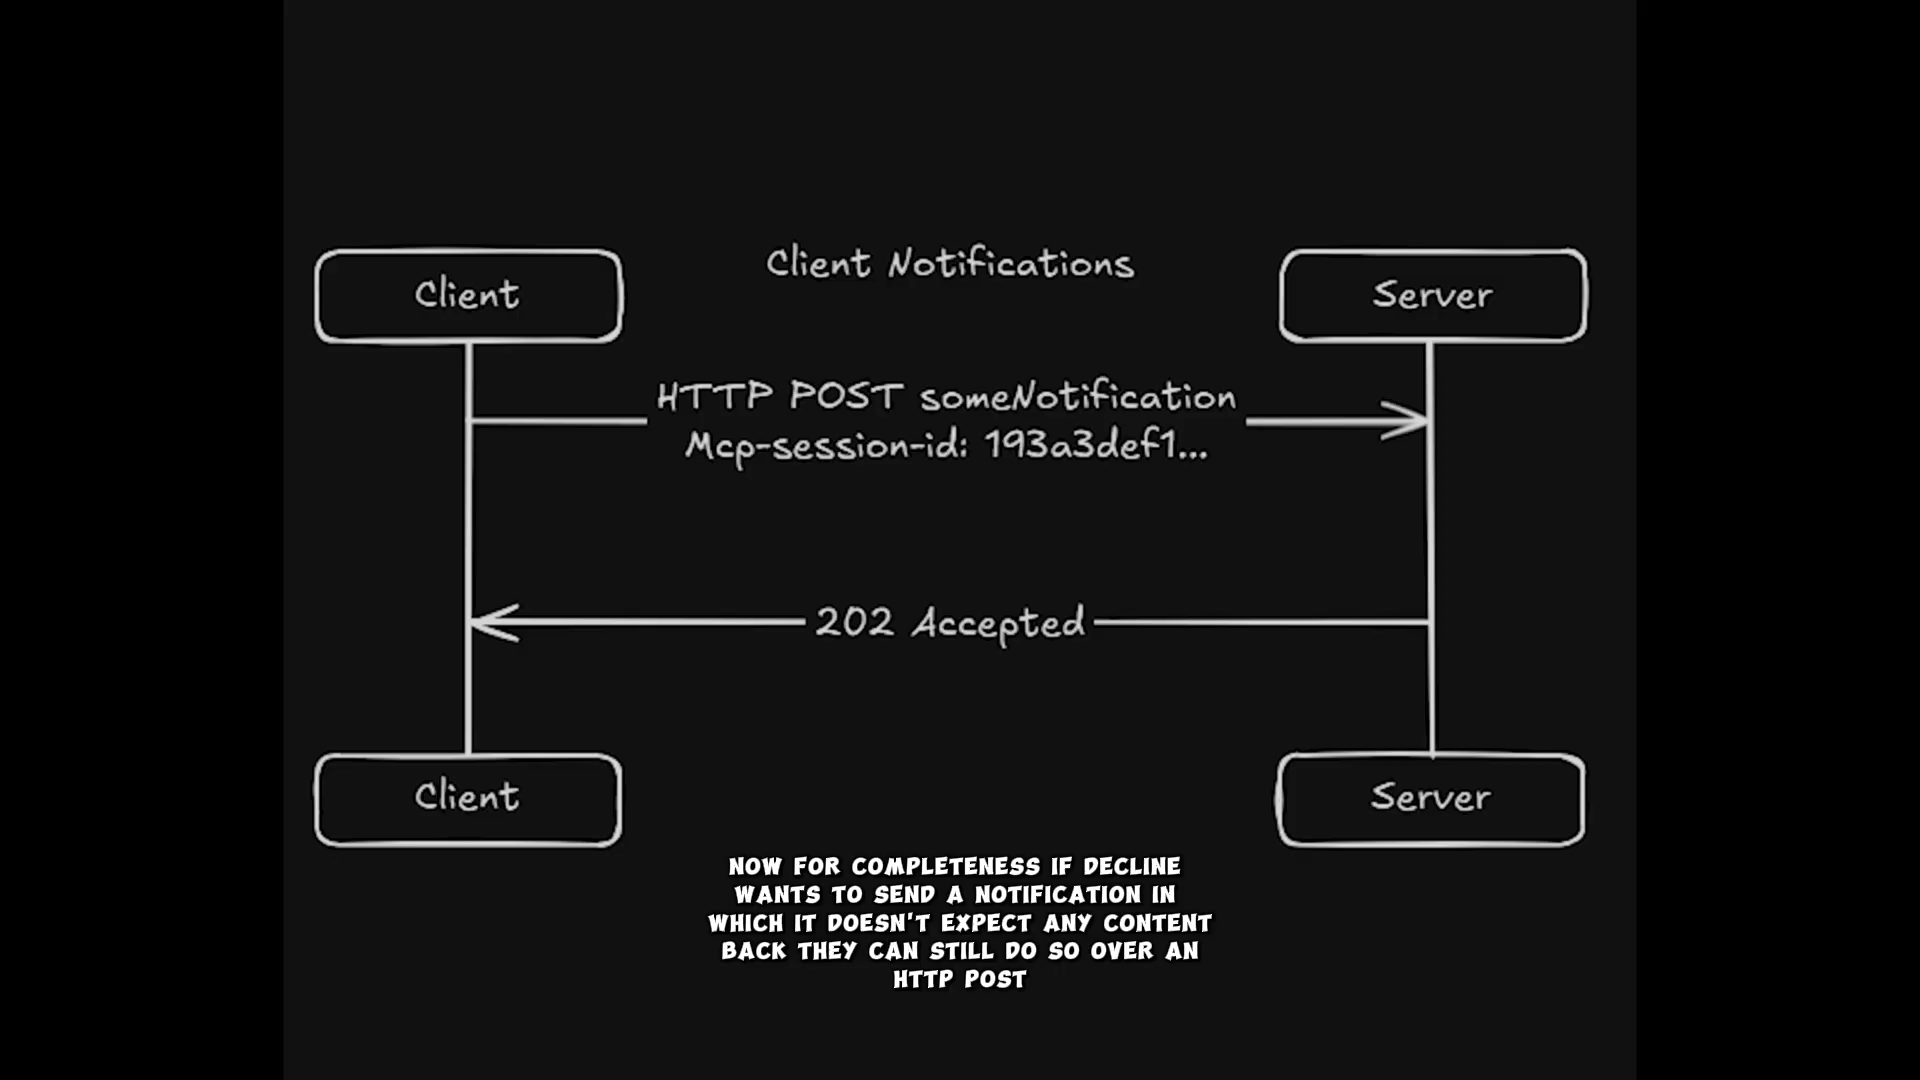 Client Notifications
Client
Server
HTTP POST someNotification
Mcp-session-id: 193a3def1...
202 Accepted
Client
Server
NOW FOR COMPLETENESS IF DECLINE
WANTS TO SEND A NOTIFICATION IN
WHICH IT DOESN'T EXPECT ANY CONTENT
BACK THEY CAN STILL DO SO OVER AN
HTTP POST